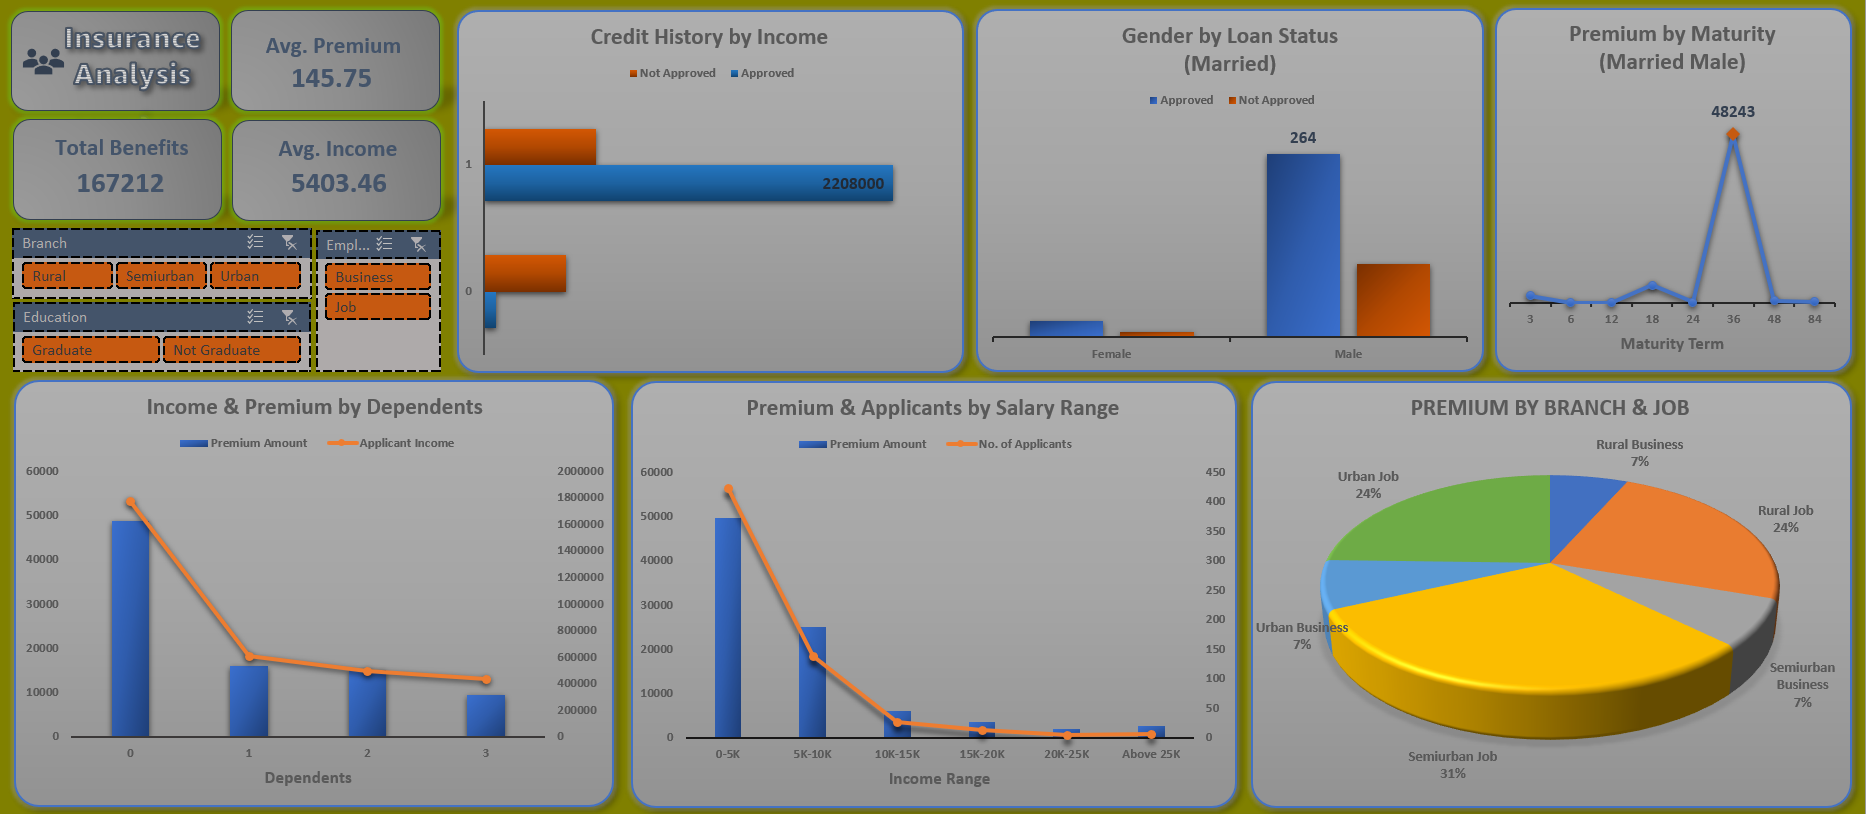 Insurance
Analysis
Avg. Premium
145.75
Total Benefits
167212
Avg. Income
5403.46
Branch
Rural
Semiurban
Urban
Empl...
Business
Job
Education
Graduate
Not Graduate
Credit History by Income
Not Approved
Approved
1
2208000
0
Gender by Loan Status
(Married)
Approved
Not Approved
264
Female
Male
Premium by Maturity
(Married Male)
48243
3 6 12 18 24 36 48 84
Maturity Term
Income & Premium by Dependents
Premium Amount
Applicant Income
60000
50000
40000
30000
20000
10000
0
2000000
1800000
1600000
1400000
1200000
1000000
800000
600000
400000
200000
0
0 1 2 3
Dependents
Premium & Applicants by Salary Range
Premium Amount
No. of Applicants
60000
50000
40000
30000
20000
10000
0
450
400
350
300
250
200
150
100
50
0
0-5K 5K-10K 10K-15K 15K-20K 20K-25K Above 25K
Income Range
PREMIUM BY BRANCH & JOB
Rural Business
7%
Urban Job
24%
Rural Job
24%
Urban Business
7%
Semiurban
Business
7%
Semiurban Job
31%